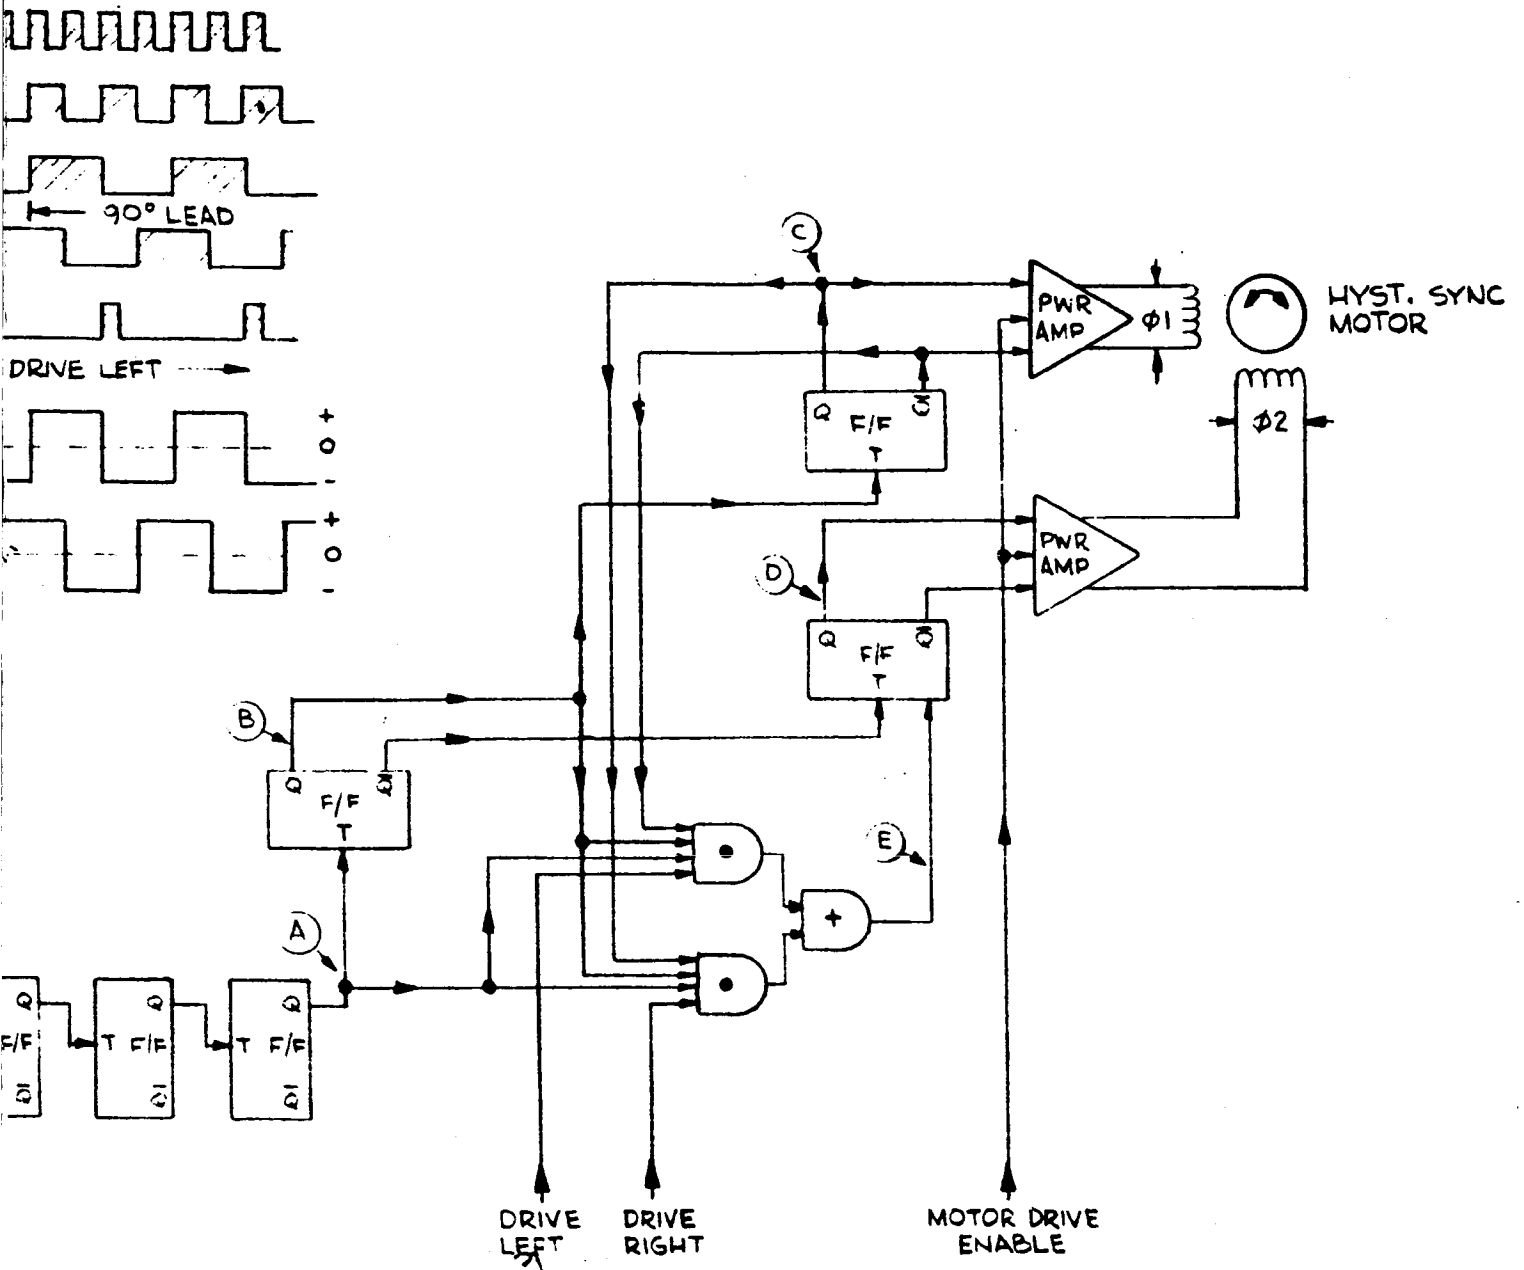 90° LEAD
DRIVE LEFT
+
0
-
+
0
-
C
PWR
AMP
φ1
HYST. SYNC
MOTOR
Q
Q̅
F/F
T
φ2
D
PWR
AMP
Q
Q̅
F/F
T
B
Q
Q̅
F/F
T
E
+
A
Q
F/F
Q̅
Q
T F/F
Q̅
Q
T F/F
Q̅
DRIVE
LEFT
DRIVE
RIGHT
MOTOR DRIVE
ENABLE